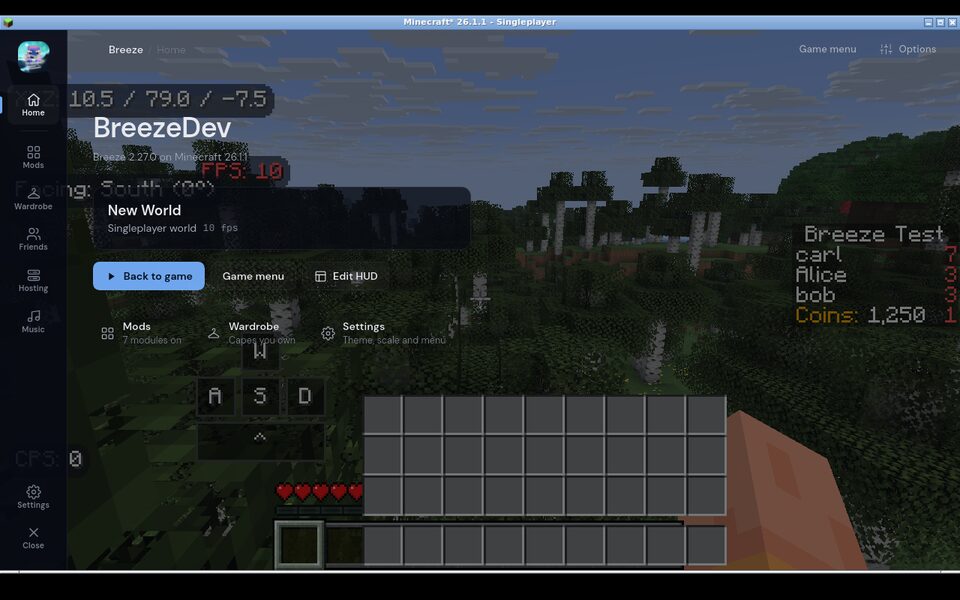 Minecraft* 26.1.1 - Singleplayer
Breeze / Home
Game menu
Options
Home
10.5 / 79.0 / -7.5
BreezeDev
Breeze 2.27.0 on Minecraft 26.1.1
FPS: 10
Mods
Facing: South (0°)
Wardrobe
New World
Singleplayer world 10 fps
Friends
Breeze Test
carl 7
Alice 3
bob 3
Coins: 1,250 1
Back to game
Game menu
Edit HUD
Hosting
Music
Mods
7 modules on
Wardrobe
Capes you own
Settings
Theme, scale and menu
W
A
S
D
^
CPS: 0
Settings
Close